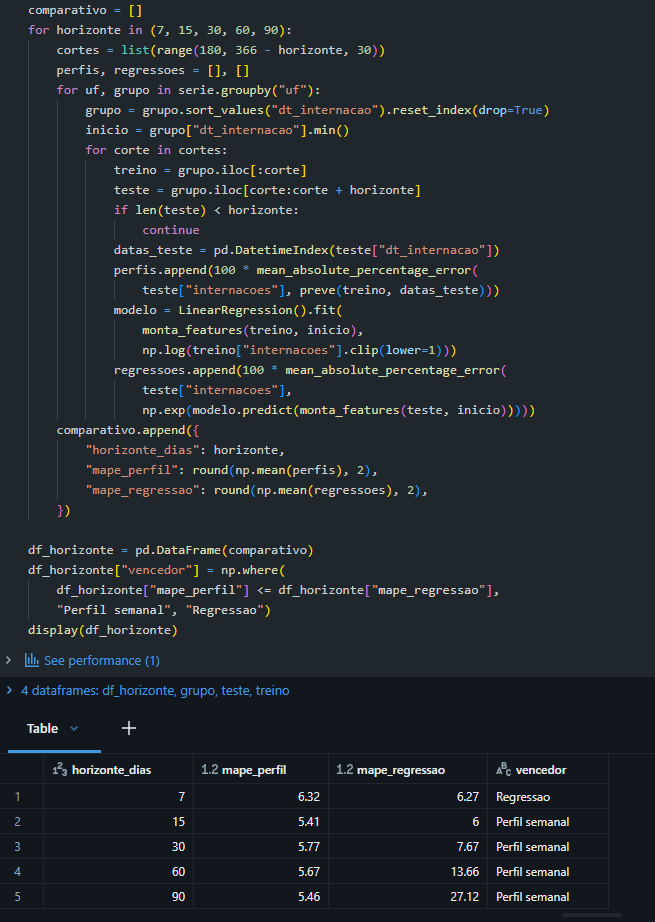 comparativo = []
for horizonte in (7, 15, 30, 60, 90):
    cortes = list(range(180, 366 - horizonte, 30))
    perfis, regressoes = [], []
    for uf, grupo in serie.groupby("uf"):
        grupo = grupo.sort_values("dt_internacao").reset_index(drop=True)
        inicio = grupo["dt_internacao"].min()
        for corte in cortes:
            treino = grupo.iloc[:corte]
            teste = grupo.iloc[corte:corte + horizonte]
            if len(teste) < horizonte:
                continue
            datas_teste = pd.DatetimeIndex(teste["dt_internacao"])
            perfis.append(100 * mean_absolute_percentage_error(
                teste["internacoes"], preve(treino, datas_teste)))
            modelo = LinearRegression().fit(
                monta_features(treino, inicio),
                np.log(treino["internacoes"].clip(lower=1)))
            regressoes.append(100 * mean_absolute_percentage_error(
                teste["internacoes"],
                np.exp(modelo.predict(monta_features(teste, inicio)))))
    comparativo.append({
        "horizonte_dias": horizonte,
        "mape_perfil": round(np.mean(perfis), 2),
        "mape_regressao": round(np.mean(regressoes), 2),
    })
df_horizonte = pd.DataFrame(comparativo)
df_horizonte["vencedor"] = np.where(
    df_horizonte["mape_perfil"] <= df_horizonte["mape_regressao"],
    "Perfil semanal", "Regressao")
display(df_horizonte)
See performance (1)
4 dataframes: df_horizonte, grupo, teste, treino
Table +
123 horizonte_dias 1.2 mape_perfil 1.2 mape_regressao ABC vencedor
1 7 6.32 6.27 Regressao
2 15 5.41 6 Perfil semanal
3 30 5.77 7.67 Perfil semanal
4 60 5.67 13.66 Perfil semanal
5 90 5.46 27.12 Perfil semanal